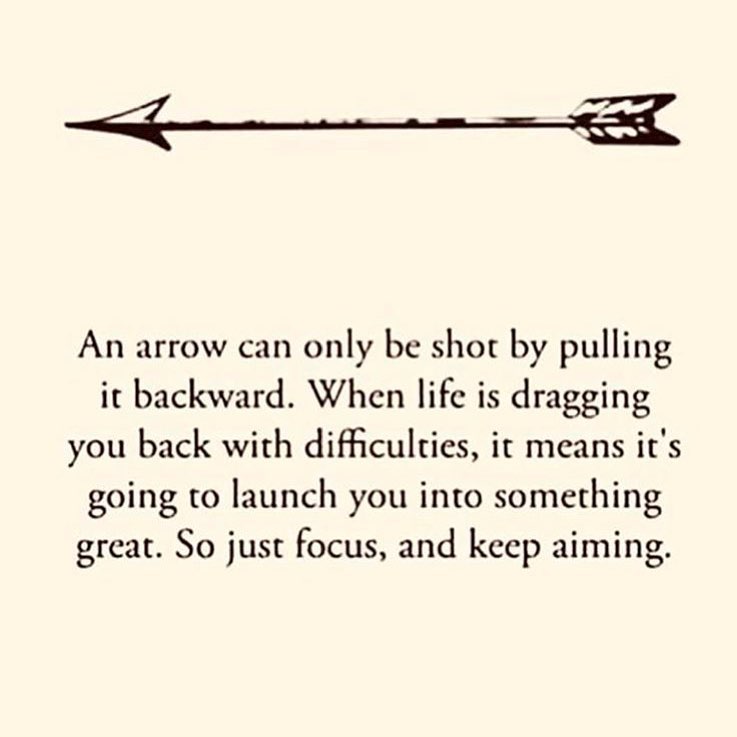 An arrow can only be shot by pulling
it backward. When life is dragging
you back with difficulties, it means it's
going to launch you into something
great. So just focus, and keep aiming.